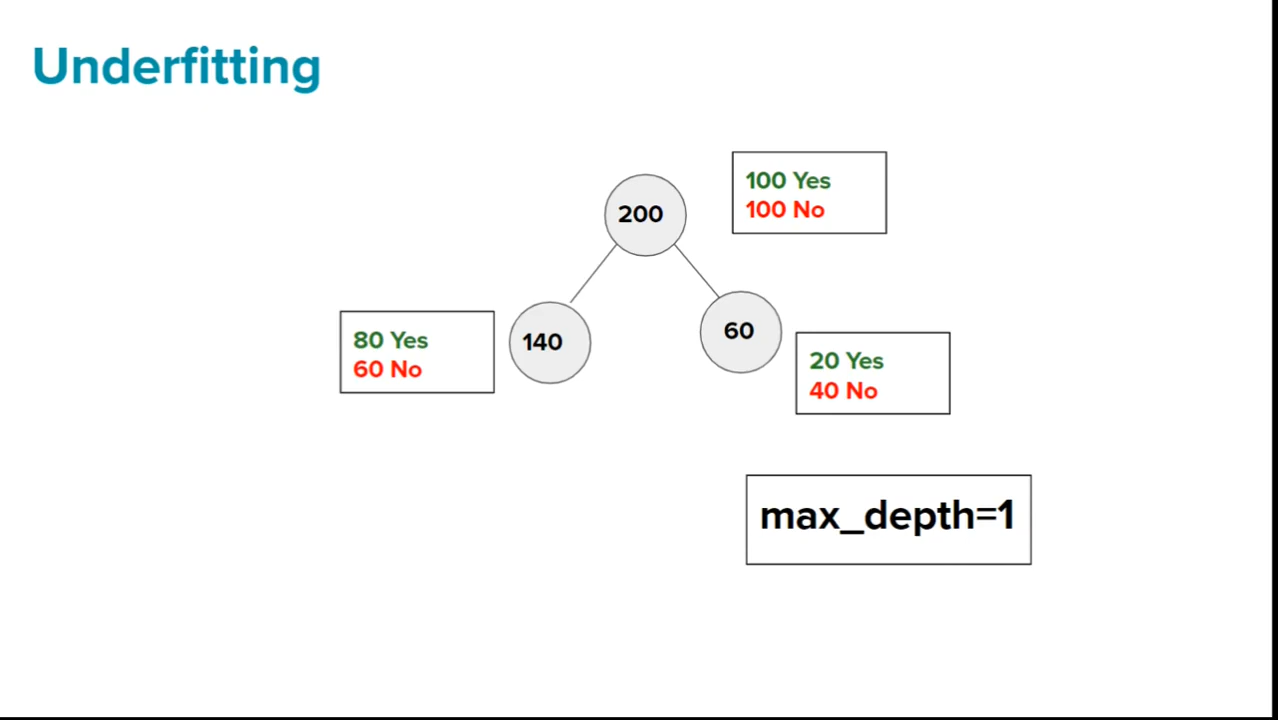 Underfitting
100 Yes
100 No
200
80 Yes
60 No
140
60
20 Yes
40 No
max_depth=1